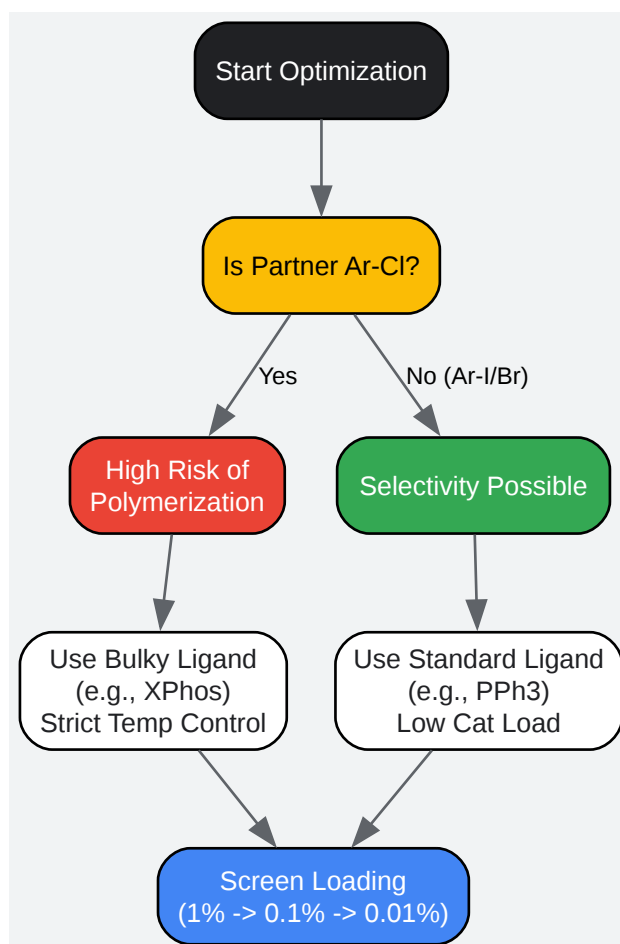 Start Optimization
Is Partner Ar-Cl?
Yes
No (Ar-I/Br)
High Risk of
Polymerization
Selectivity Possible
Use Bulky Ligand
(e.g., XPhos)
Strict Temp Control
Use Standard Ligand
(e.g., PPh3)
Low Cat Load
Screen Loading
(1% -> 0.1% -> 0.01%)